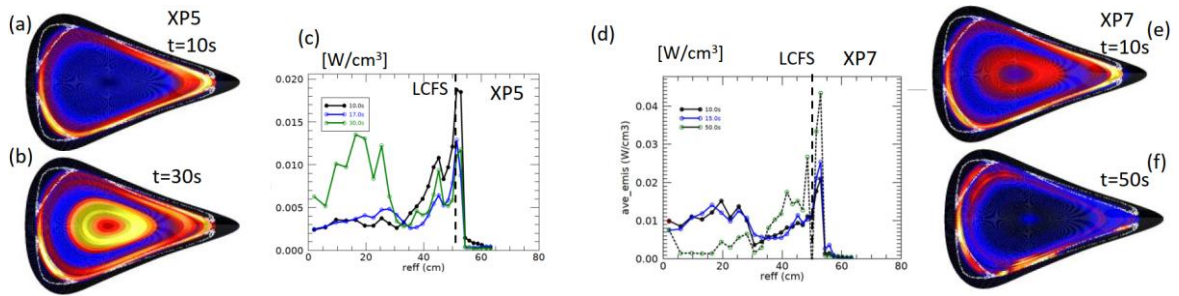 (a)
XP5
t=10s
(b)
t=30s
(c)
[W/cm³]
LCFS
XP5
0.020
0.015
0.010
0.005
0.000
10.0s
17.0s
30.0s
0 20 40 60 80
reff (cm)
(d)
[W/cm³]
LCFS
XP7
ave_emis (W/cm3)
0.04
0.03
0.02
0.01
0.00
10.0s
15.0s
50.0s
0 20 40 60 80
reff (cm)
XP7
t=10s
(e)
(f)
t=50s